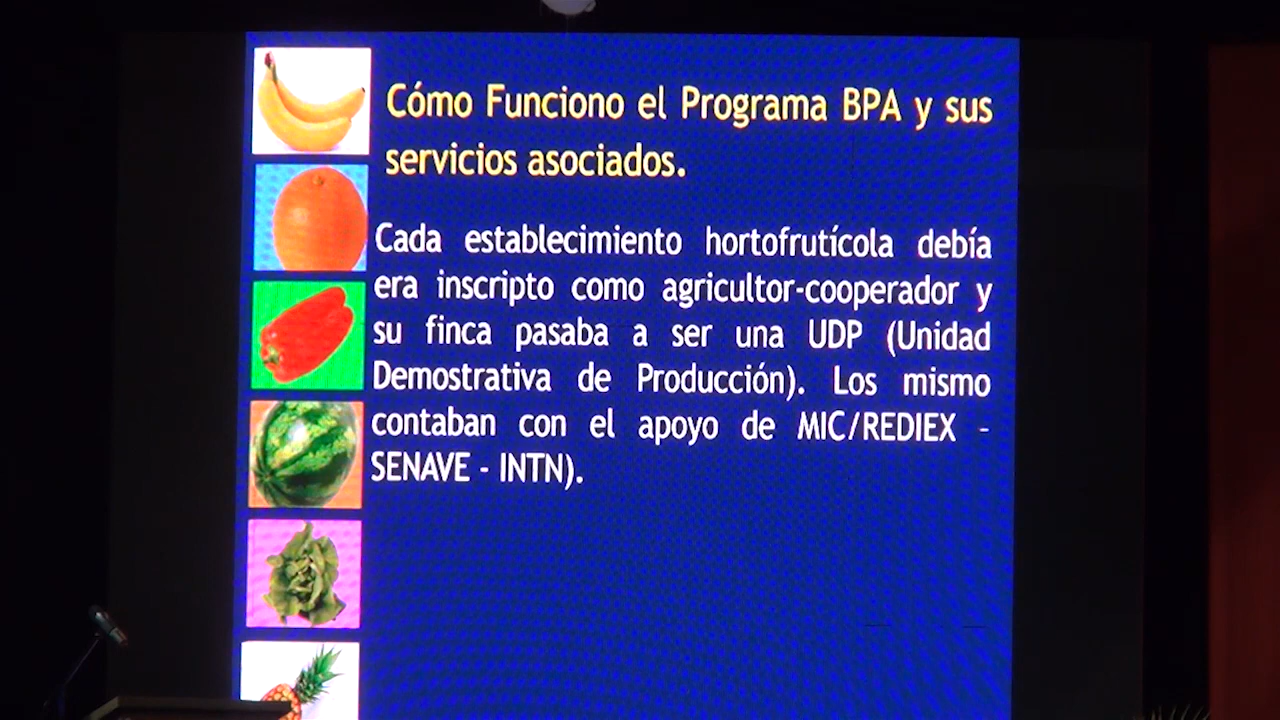 Cómo Funciono el Programa BPA y sus
servicios asociados.
Cada establecimiento hortofrutícola debía
era inscripto como agricultor-cooperador y
su finca pasaba a ser una UDP (Unidad
Demostrativa de Producción). Los mismo
contaban con el apoyo de MIC/REDIEX -
SENAVE - INTN).